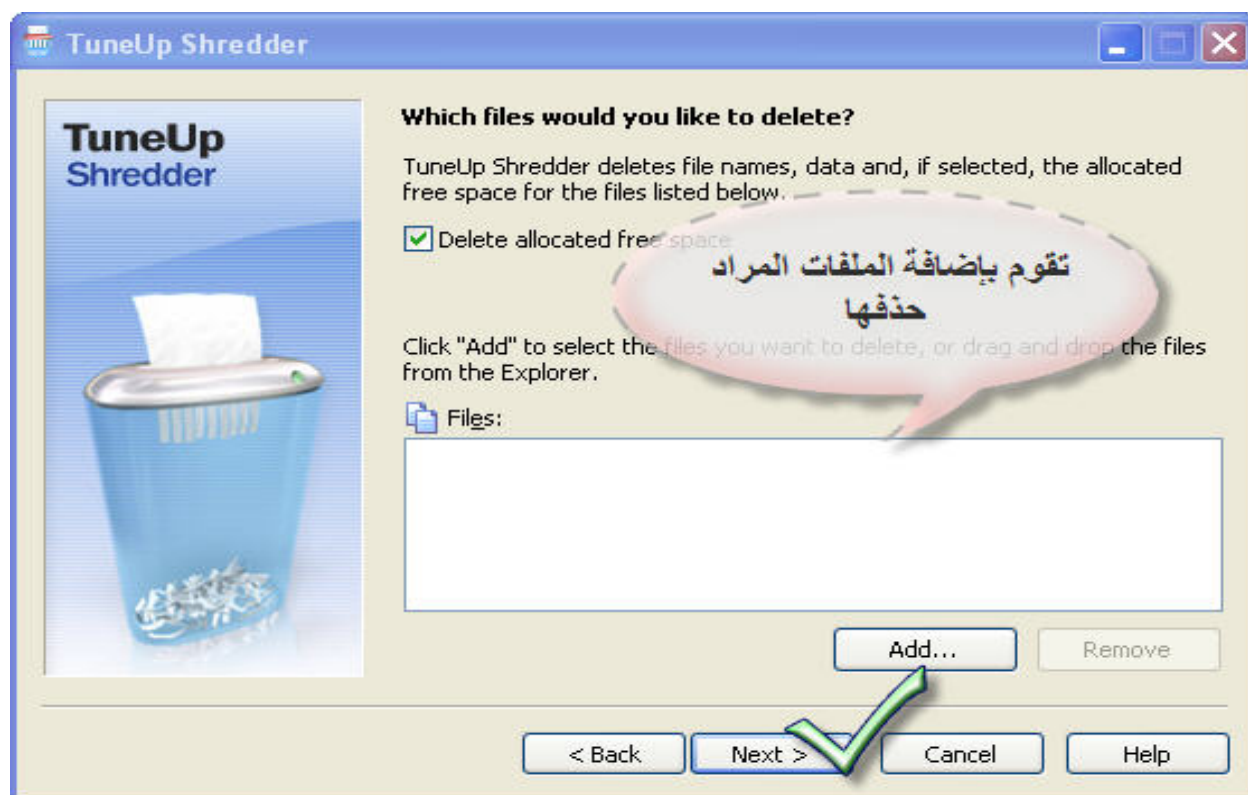 TuneUp Shredder
TuneUp
Shredder
Which files would you like to delete?
TuneUp Shredder deletes file names, data and, if selected, the allocated
free space for the files listed below.
Delete allocated free space
تقوم بإضافة الملفات المراد
حذفها
Click "Add" to select the files you want to delete, or drag and drop the files
from the Explorer.
Files:
Add...
Remove
< Back
Next >
Cancel
Help